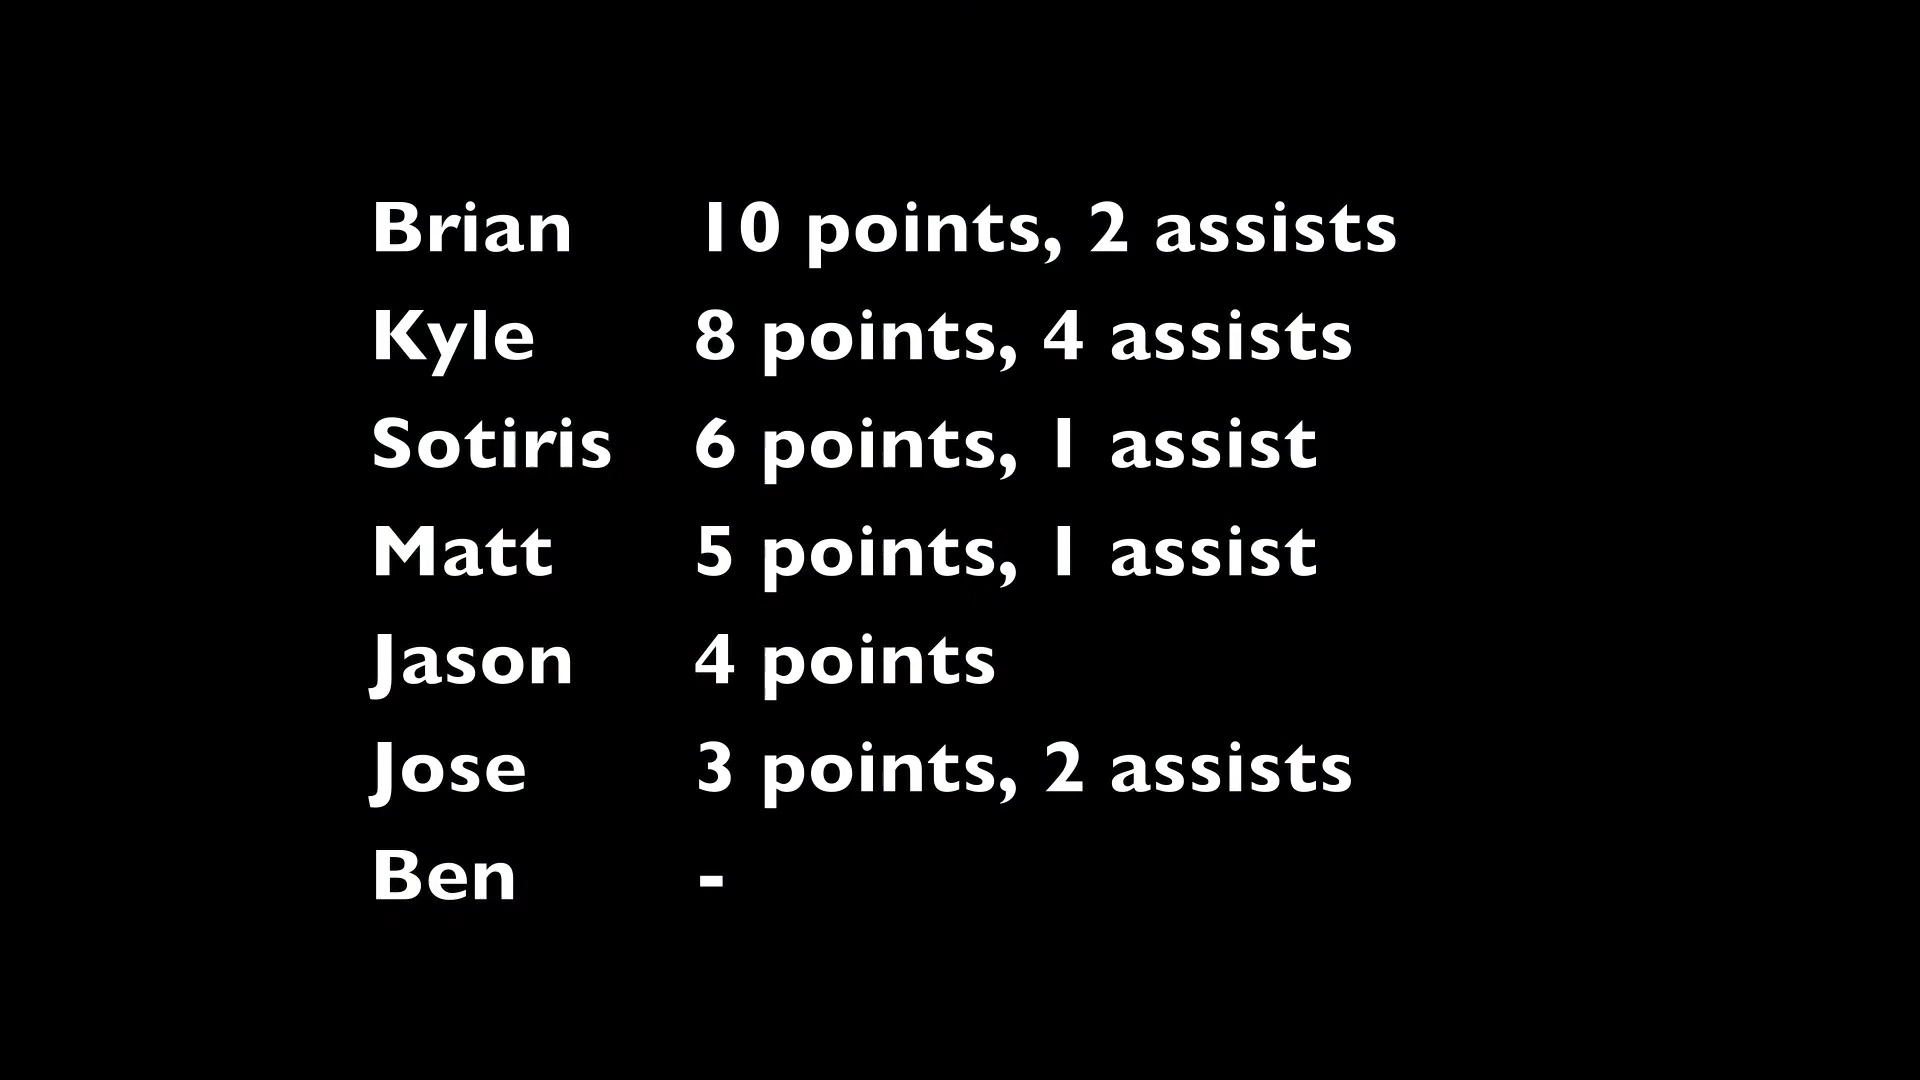 Brian 10 points, 2 assists
Kyle 8 points, 4 assists
Sotiris 6 points, 1 assist
Matt 5 points, 1 assist
Jason 4 points
Jose 3 points, 2 assists
Ben -